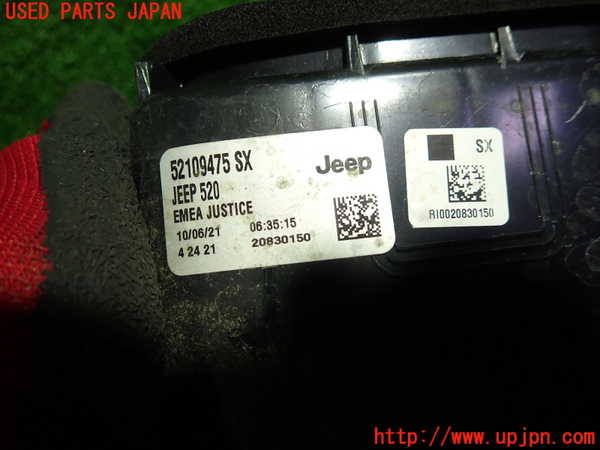 USED PARTS JAPAN
52109475 SX
Jeep
JEEP 520
EMEA JUSTICE
10/06/21 06:35:15
4 24 21 20830150
SX
RI0020830150
UPJ http://www.upjpn.com